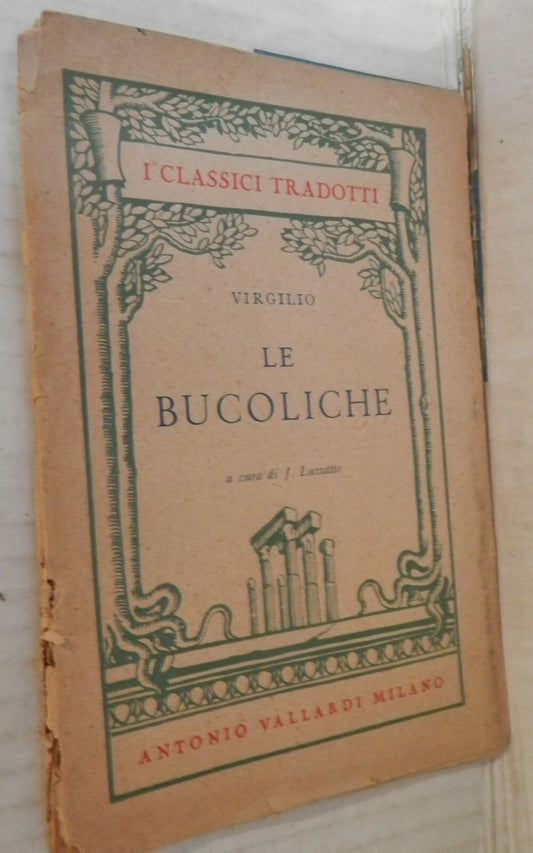 I CLASSICI TRADOTTI
VIRGILIO
LE
BUCOLICHE
a cura di J. Luzzatto
ANTONIO VALLARDI MILANO